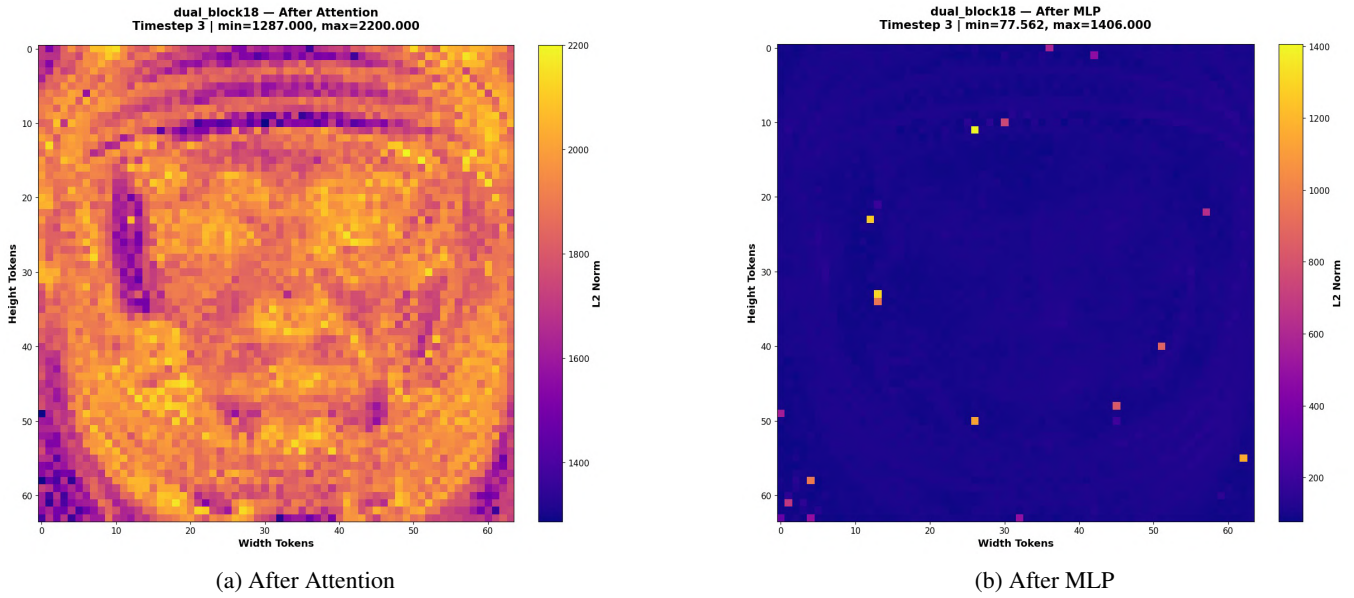 dual_block18 — After Attention
Timestep 3 | min=1287.000, max=2200.000
0
10
20
30
40
50
60
Height Tokens
0 10 20 30 40 50 60
Width Tokens
2200
2000
1800
1600
1400
L2 Norm
(a) After Attention
dual_block18 — After MLP
Timestep 3 | min=77.562, max=1406.000
0
10
20
30
40
50
60
Height Tokens
0 10 20 30 40 50 60
Width Tokens
1400
1200
1000
800
600
400
200
L2 Norm
(b) After MLP